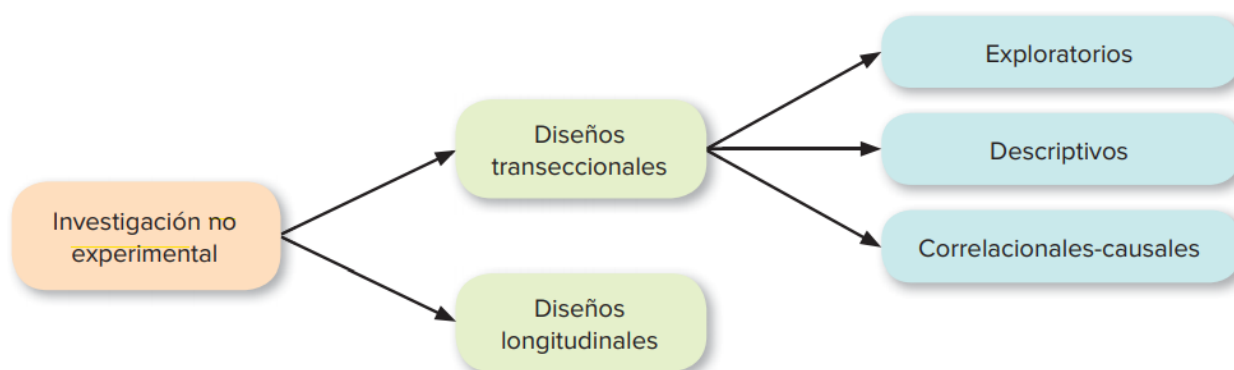 Investigación no
experimental
Diseños
transeccionales
Diseños
longitudinales
Exploratorios
Descriptivos
Correlacionales-causales